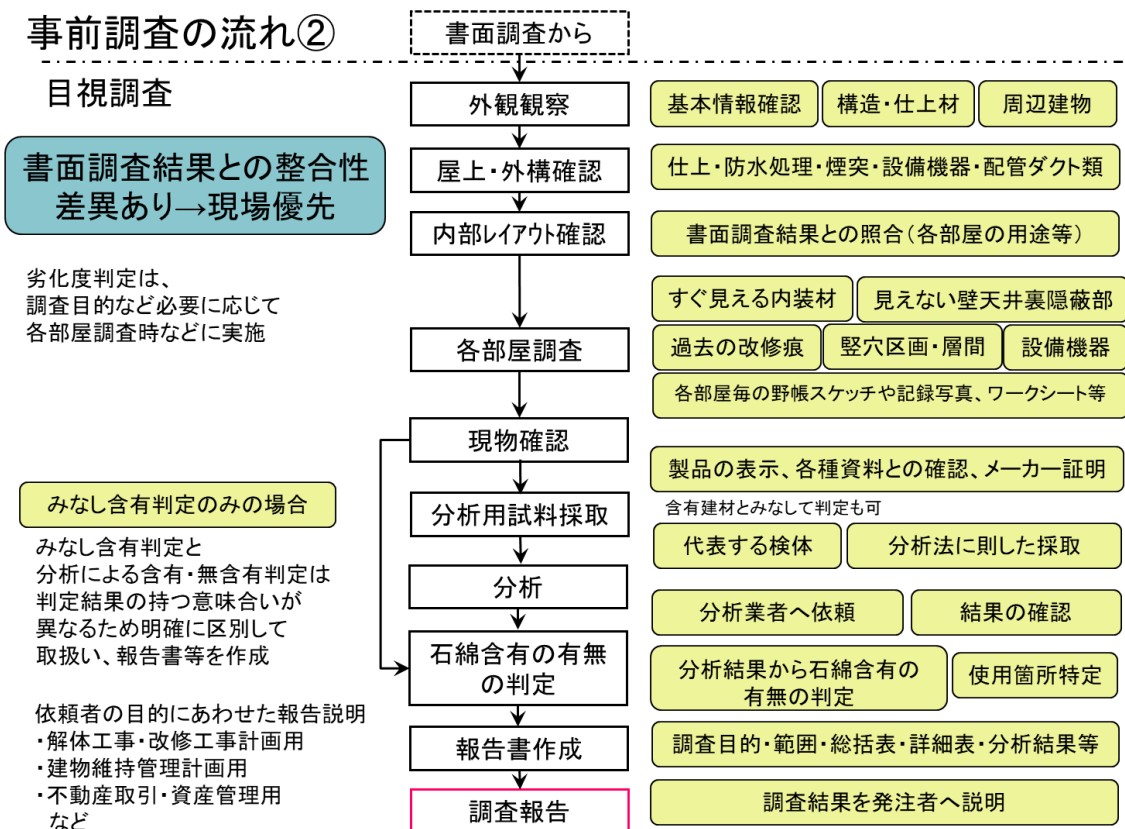 事前調査の流れ②
書面調査から
目視調査
外観観察
基本情報確認
構造・仕上材
周辺建物
書面調査結果との整合性
差異あり→現場優先
屋上・外構確認
仕上・防水処理・煙突・設備機器・配管ダクト類
内部レイアウト確認
書面調査結果との照合(各部屋の用途等)
劣化度判定は、
調査目的など必要に応じて
各部屋調査時などに実施
すぐ見える内装材
見えない壁天井裏隠蔽部
各部屋調査
過去の改修痕
竪穴区画・層間
設備機器
各部屋毎の野帳スケッチや記録写真、ワークシート等
現物確認
製品の表示、各種資料との確認、メーカー証明
みなし含有判定のみの場合
分析用試料採取
含有建材とみなして判定も可
代表する検体
分析法に則した採取
みなし含有判定と
分析による含有・無含有判定は
判定結果の持つ意味合いが
異なるため明確に区別して
取扱い、報告書等を作成
分析
分析業者へ依頼
結果の確認
石綿含有の有無
の判定
分析結果から石綿含有の
有無の判定
使用箇所特定
依頼者の目的にあわせた報告説明
・解体工事・改修工事計画用
・建物維持管理計画用
・不動産取引・資産管理用
など
報告書作成
調査目的・範囲・総括表・詳細表・分析結果等
調査報告
調査結果を発注者へ説明